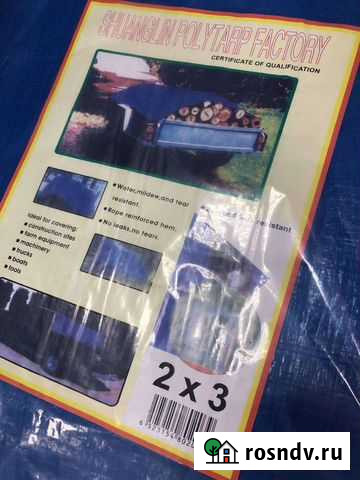 SHUANGLIN POLYTARP FACTORY
CERTIFICATE OF QUALIFICATION
• Water,mildew,and tear
resistant.
• Rope reinforced hem.
• No leaks,no tears.
resistant
Ideal for covering:
• construction sites
• farm equipment
• machinery
• trucks
• boats
• tools
2 x 3
rosndv.ru